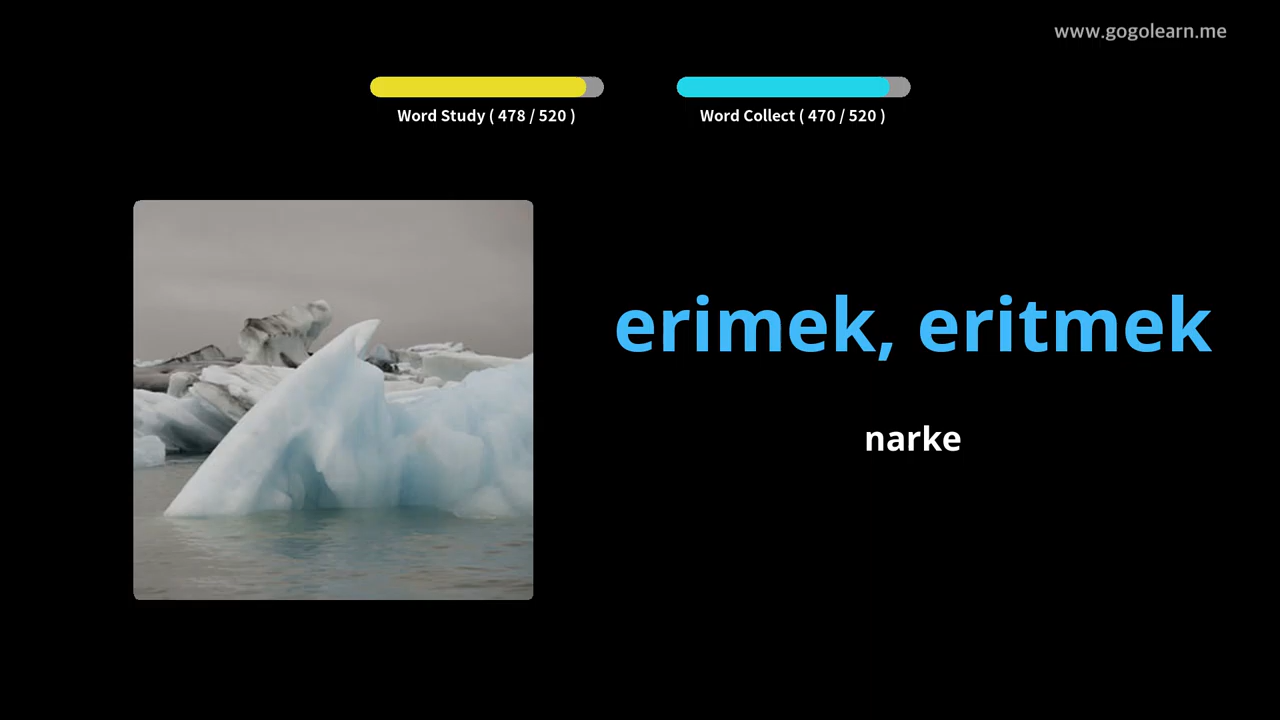 www.gogolearn.me
Word Study ( 478 / 520 )
Word Collect ( 470 / 520 )
erimek, eritmek
narke